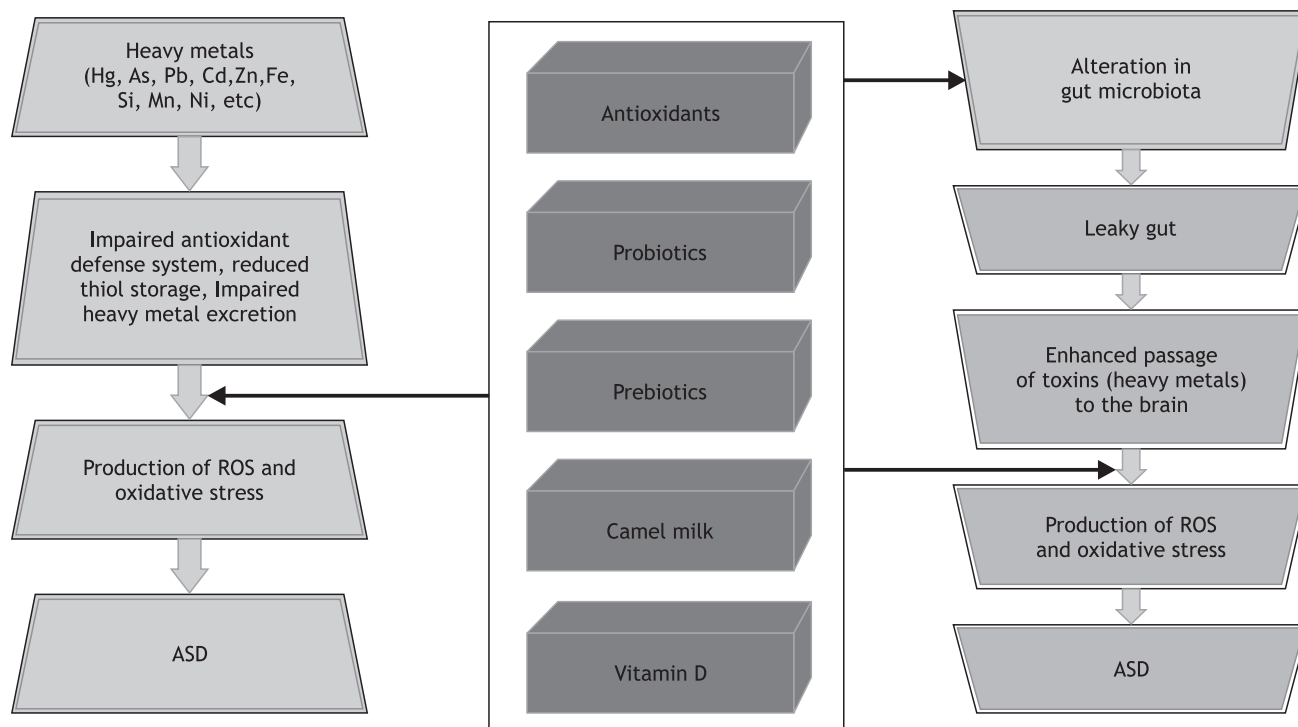 Heavy metals
(Hg, As, Pb, Cd,Zn,Fe,
Si, Mn, Ni, etc)
Impaired antioxidant
defense system, reduced
thiol storage, Impaired
heavy metal excretion
Production of ROS and
oxidative stress
ASD
Antioxidants
Probiotics
Prebiotics
Camel milk
Vitamin D
Alteration in
gut microbiota
Leaky gut
Enhanced passage
of toxins (heavy metals)
to the brain
Production of ROS
and oxidative stress
ASD